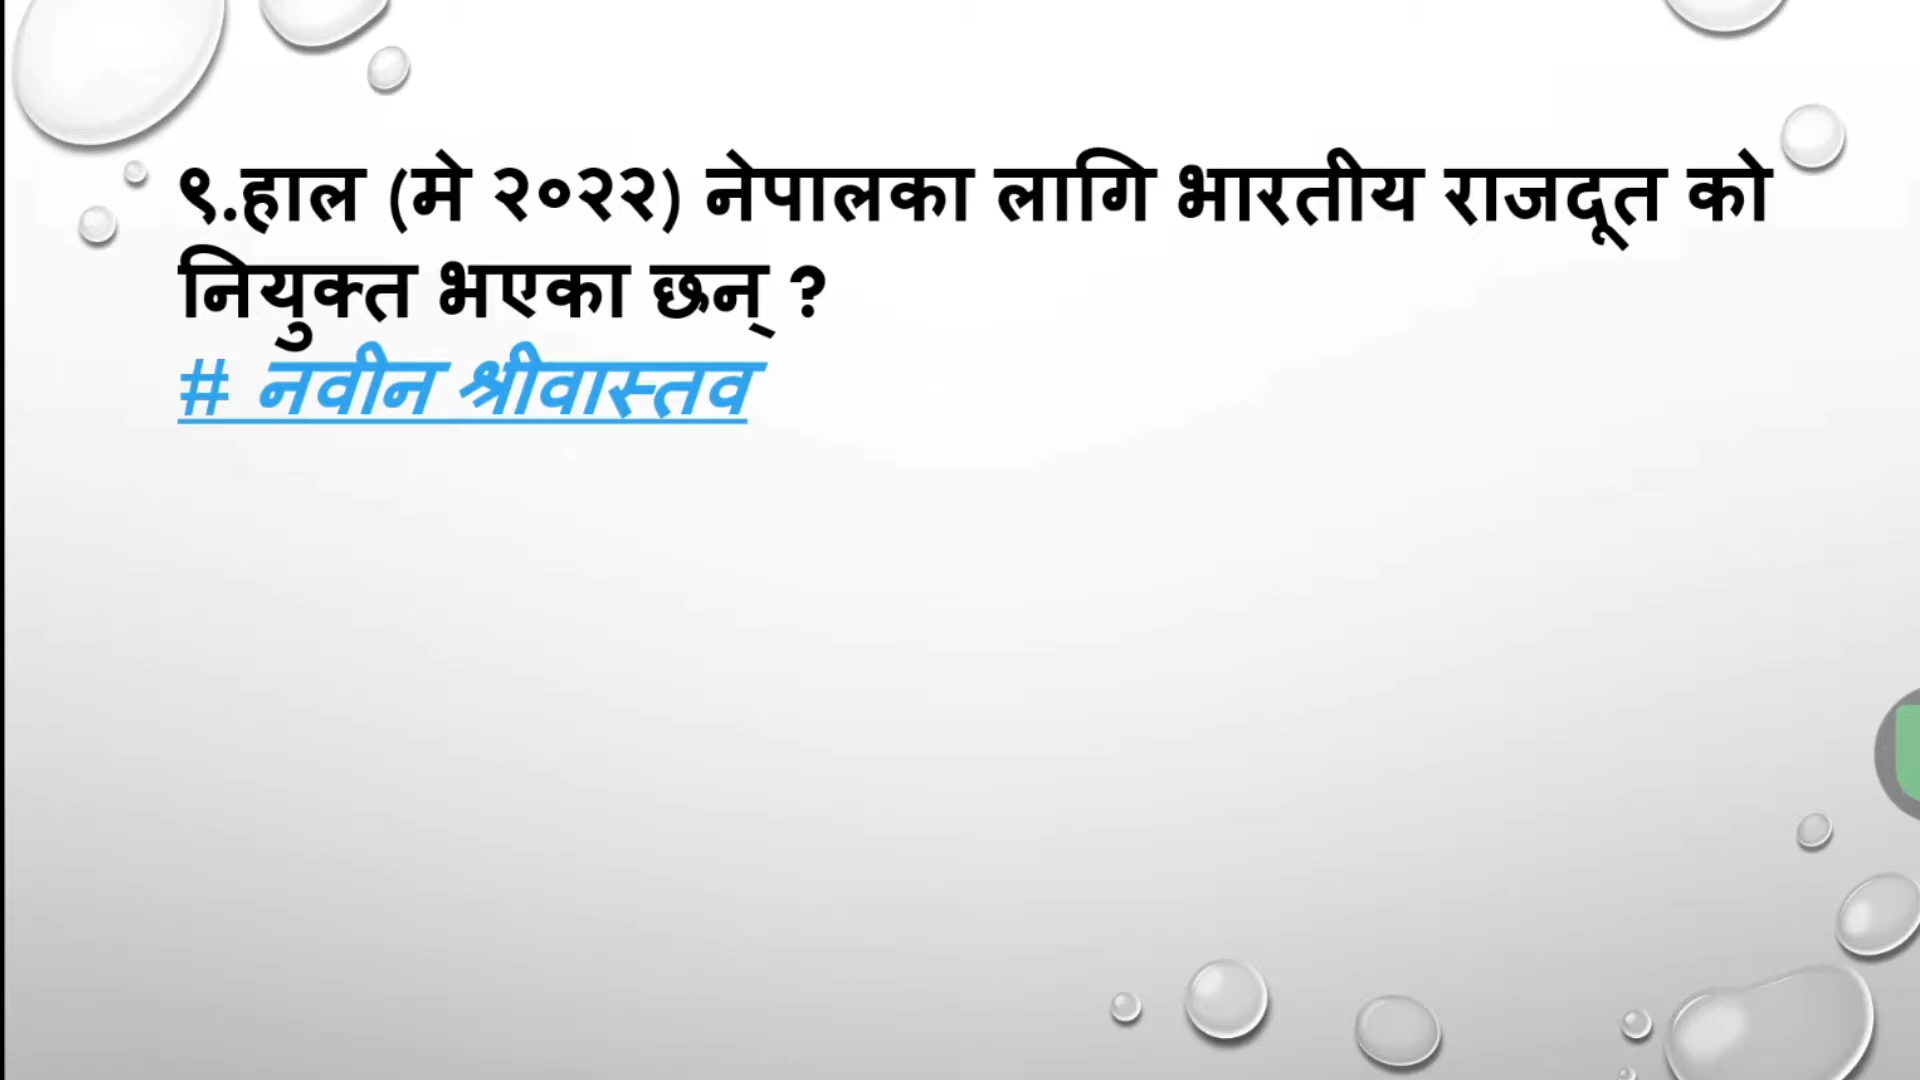 ९.हाल (मे २०२२) नेपालका लागि भारतीय राजदूत को
नियुक्त भएका छन् ?
# नवीन श्रीवास्तव